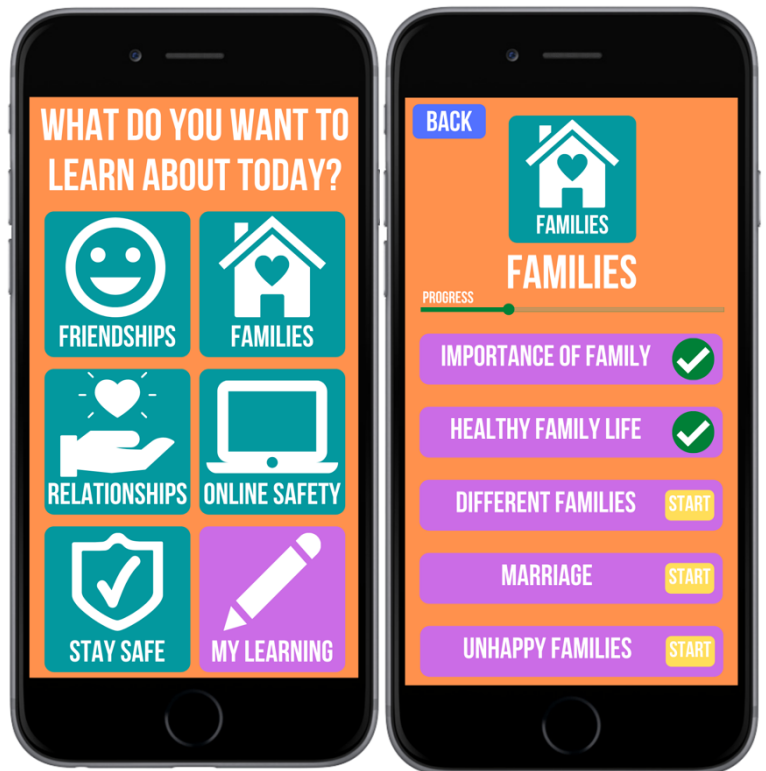 WHAT DO YOU WANT TO
LEARN ABOUT TODAY?
FRIENDSHIPS
FAMILIES
RELATIONSHIPS
ONLINE SAFETY
STAY SAFE
MY LEARNING
BACK
FAMILIES
FAMILIES
PROGRESS
IMPORTANCE OF FAMILY
HEALTHY FAMILY LIFE
DIFFERENT FAMILIES
START
MARRIAGE
START
UNHAPPY FAMILIES
START